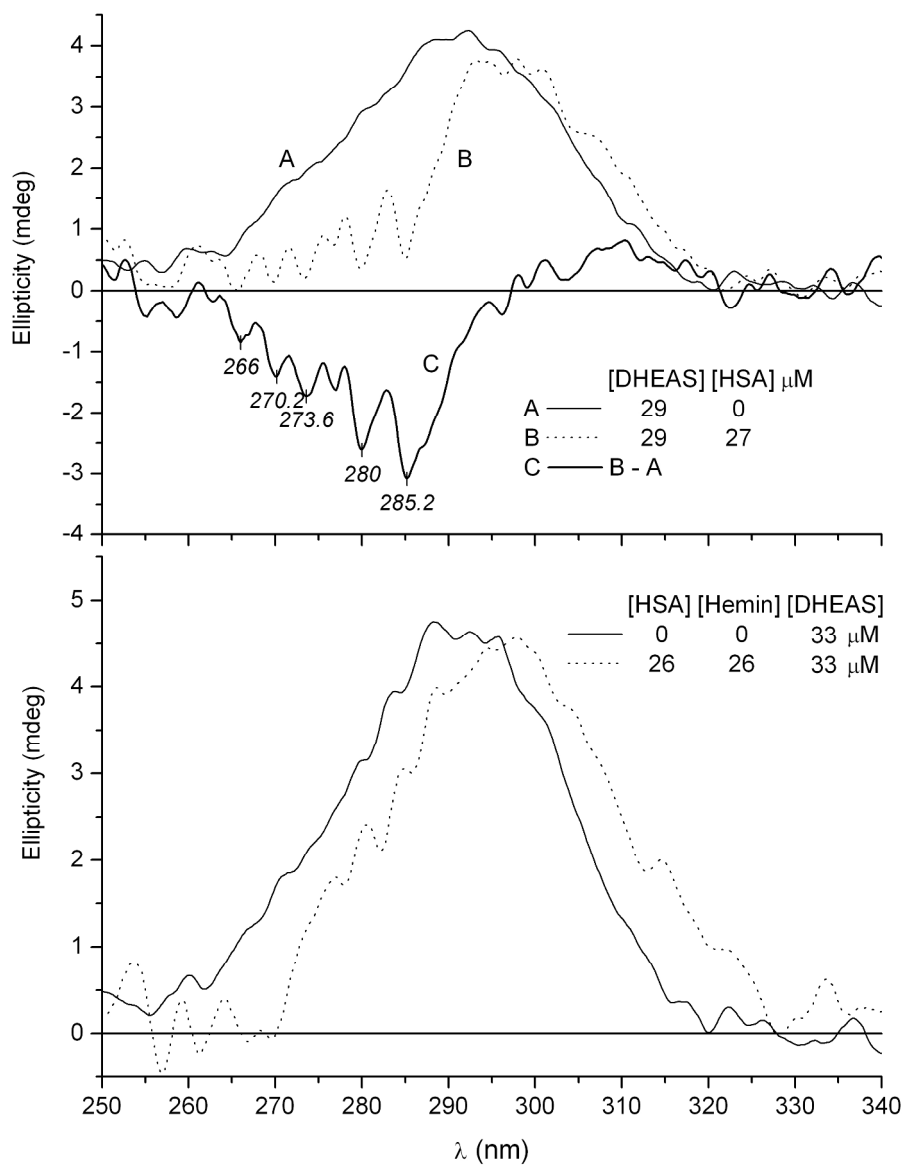 Ellipticity (mdeg)
4
3
2
1
0
-1
-2
-3
-4
A
B
C
266
270.2
273.6
280
285.2
[DHEAS] [HSA] μM
A 29 0
B 29 27
C B - A
Ellipticity (mdeg)
5
4
3
2
1
0
[HSA] [Hemin] [DHEAS]
0 0 33 μM
26 26 33 μM
250 260 270 280 290 300 310 320 330 340
λ (nm)